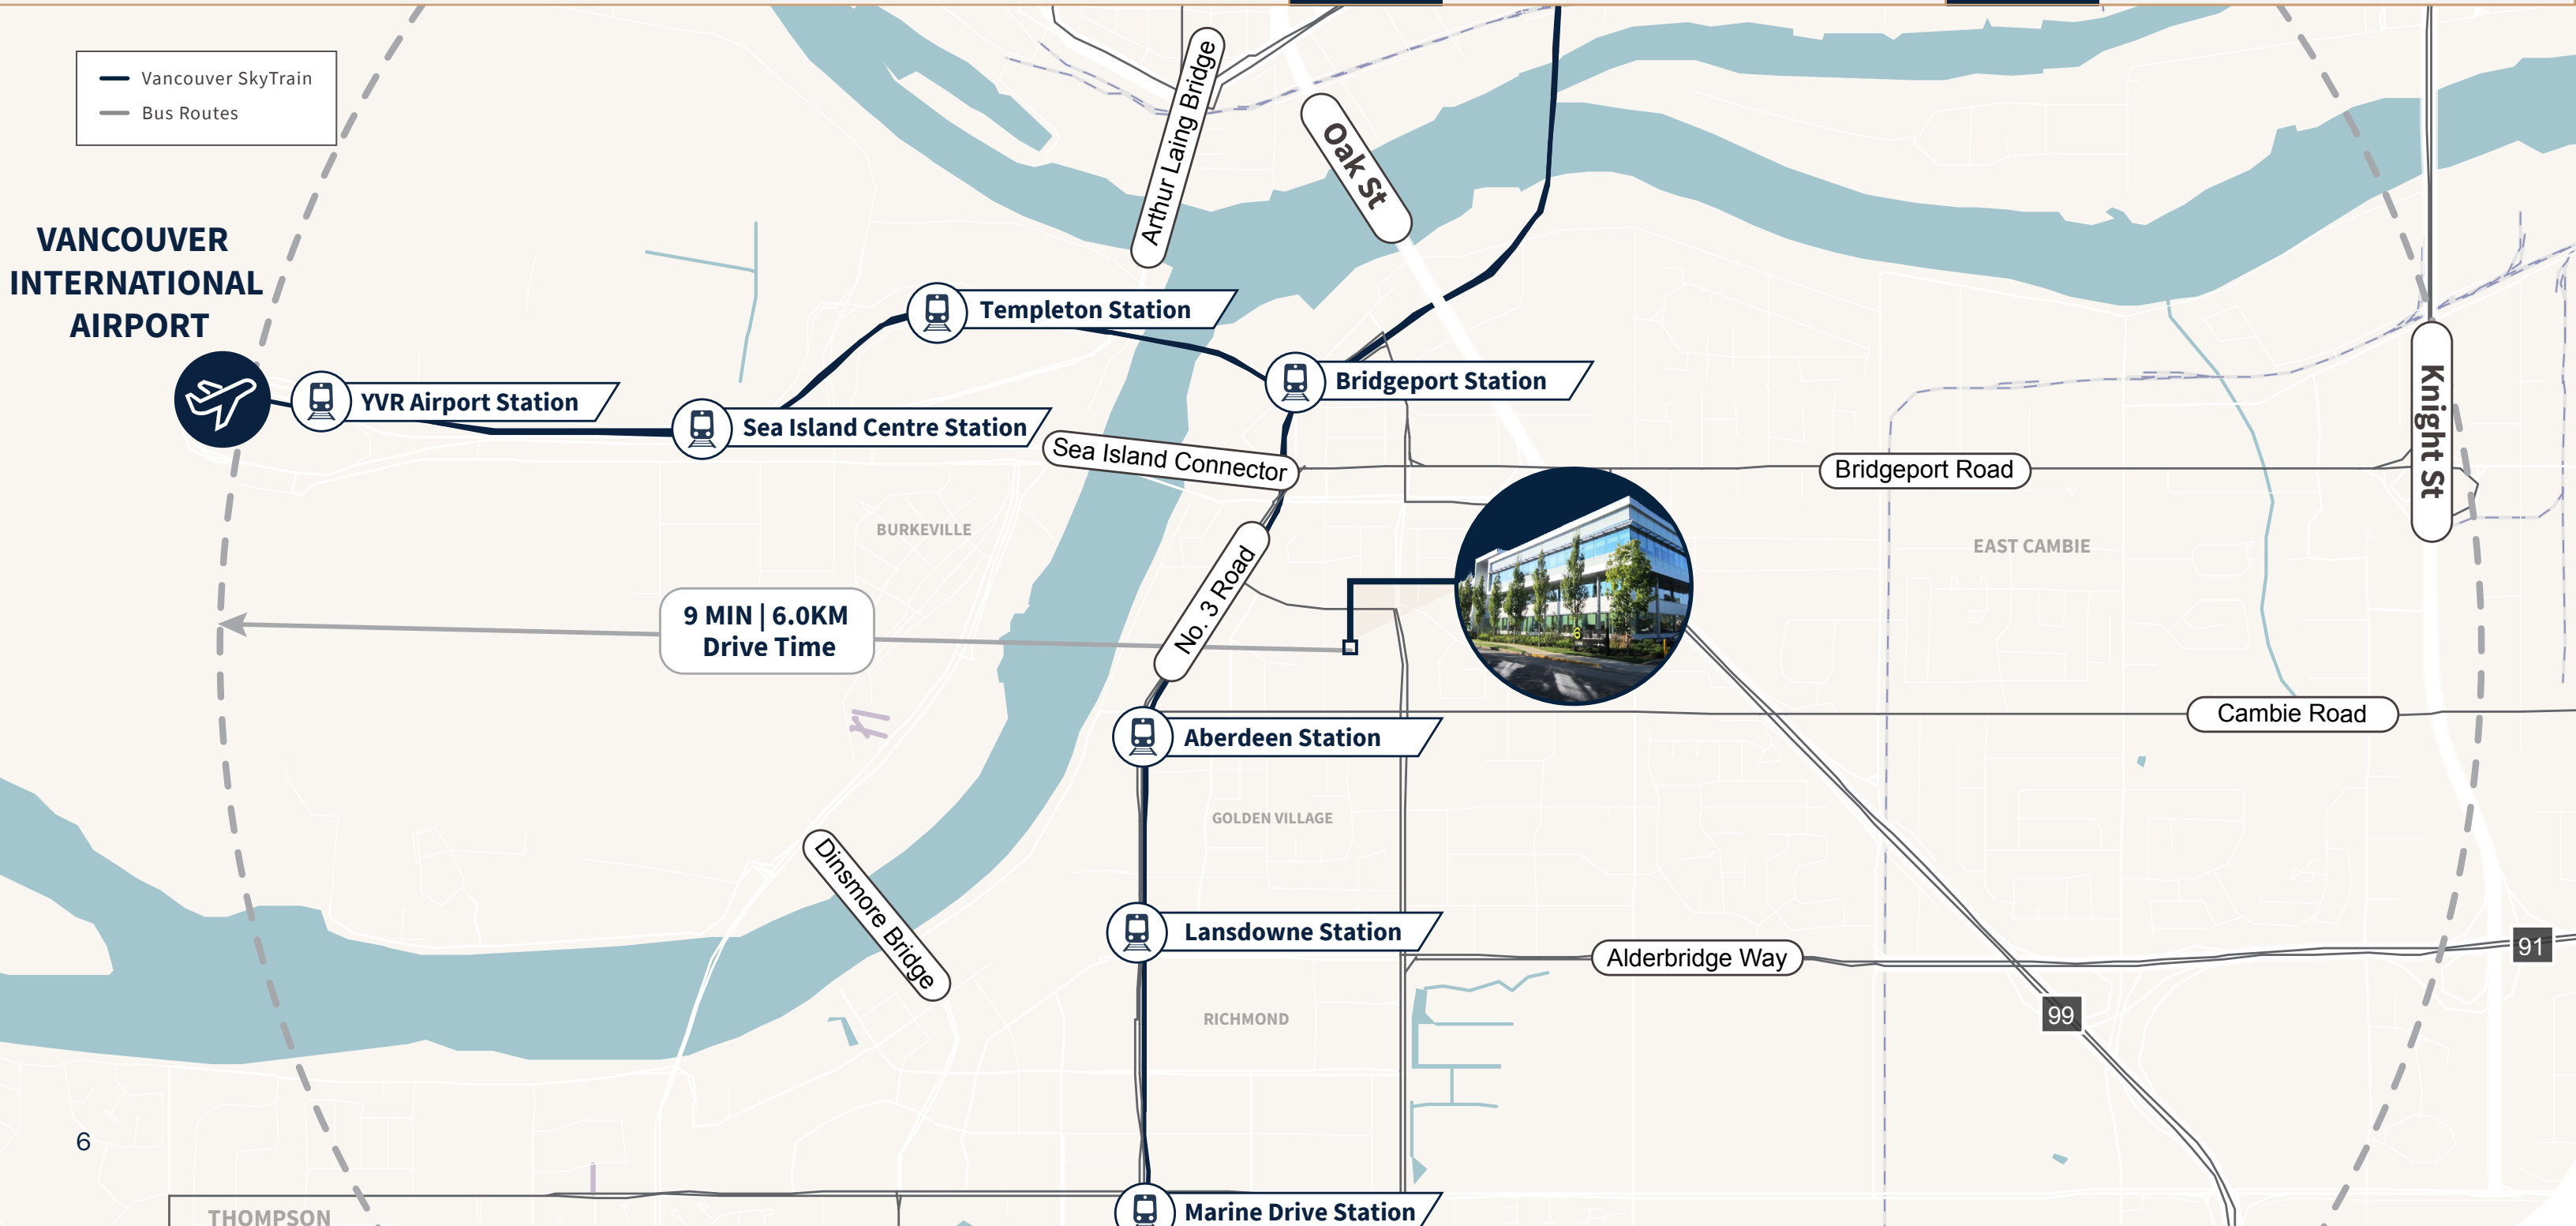 Vancouver SkyTrain
Bus Routes
Arthur Laing Bridge
Oak St
VANCOUVER
INTERNATIONAL
AIRPORT
Templeton Station
Bridgeport Station
YVR Airport Station
Sea Island Centre Station
Sea Island Connector
Bridgeport Road
Knight St
BURKEVILLE
EAST CAMBIE
No. 3 Road
9 MIN | 6.0KM
Drive Time
6
Cambie Road
Aberdeen Station
GOLDEN VILLAGE
Dinsmore Bridge
Lansdowne Station
Alderbridge Way
91
RICHMOND
99
6
Marine Drive Station
THOMPSON